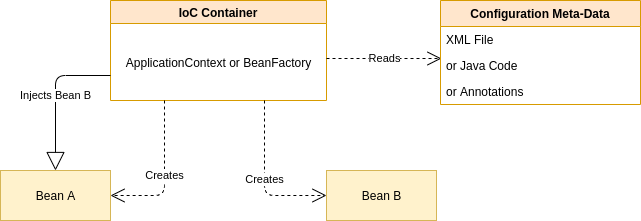 IoC Container
Configuration Meta-Data
XML File
ApplicationContext or BeanFactory
Reads
or Java Code
or Annotations
Injects Bean B
Creates
Creates
Bean A
Bean B